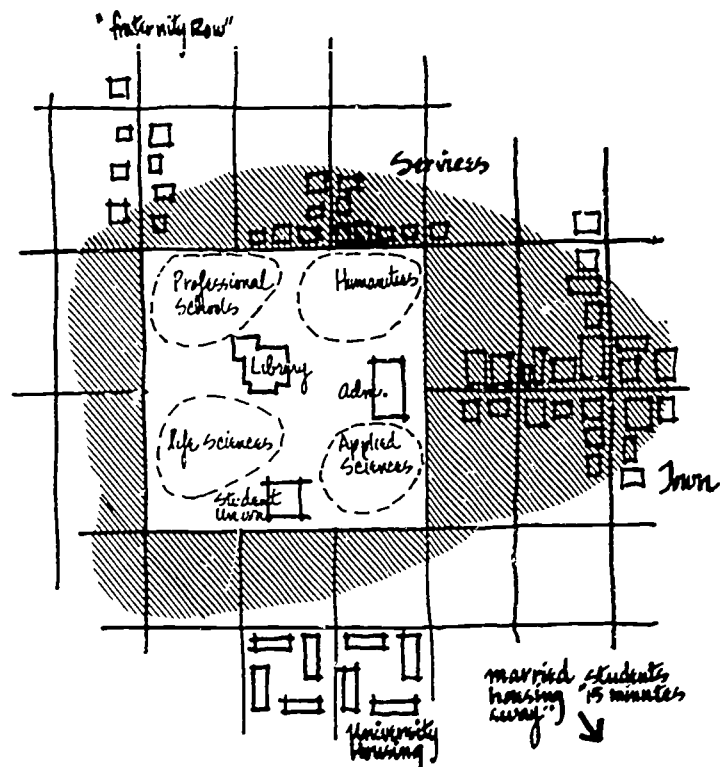 "fraternity Row"
Services
Professional
Schools
Humanities
Library
adm.
life Sciences
Applied
Sciences
Student
Union
Town
married students
housing "15 minutes
away"
University
housing